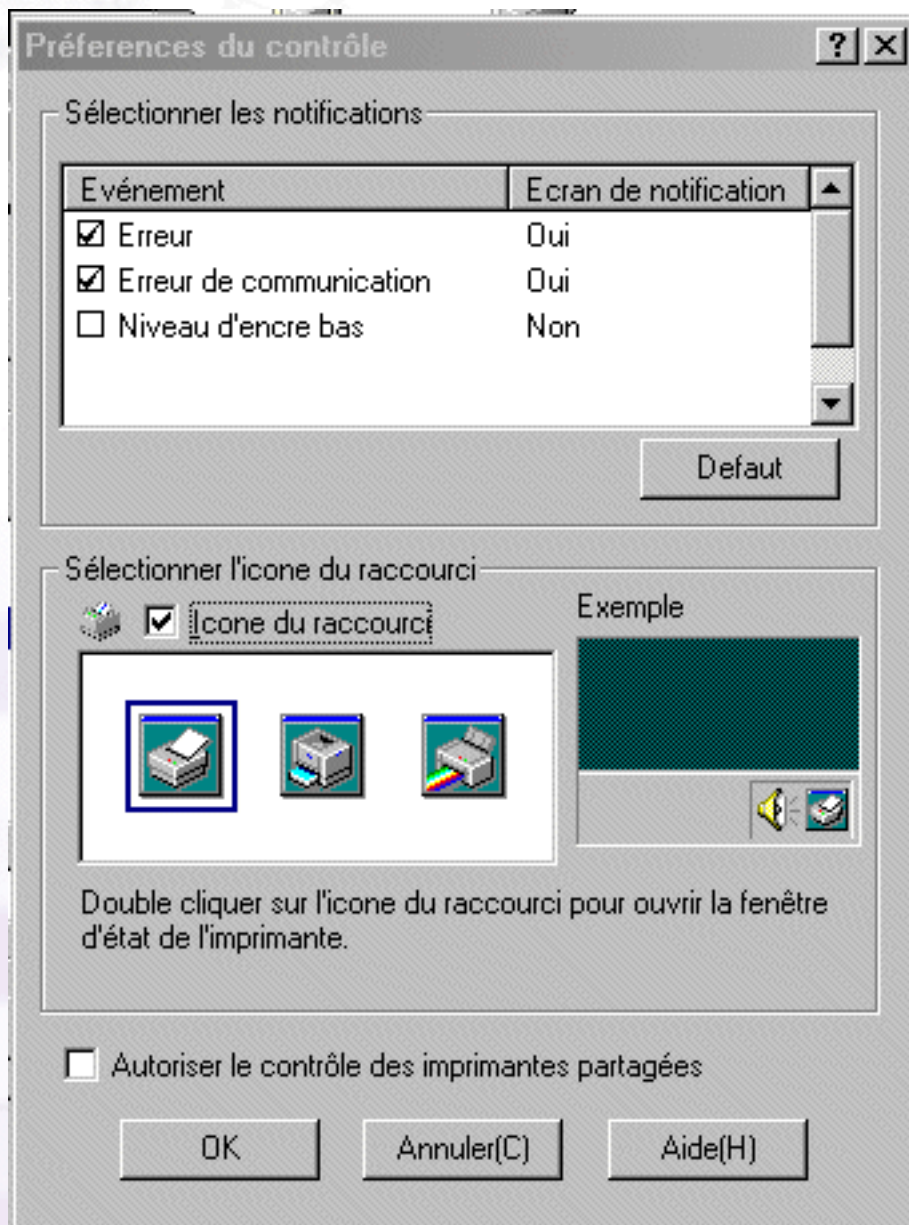 Préferences du contrôle
Sélectionner les notifications
Evénement Ecran de notification
Erreur Oui
Erreur de communication Oui
Niveau d'encre bas Non
Defaut
Sélectionner l'icone du raccourci
Icone du raccourci
Exemple
Double cliquer sur l'icone du raccourci pour ouvrir la fenêtre
d'état de l'imprimante.
Autoriser le contrôle des imprimantes partagées
OK Annuler(C) Aide(H)